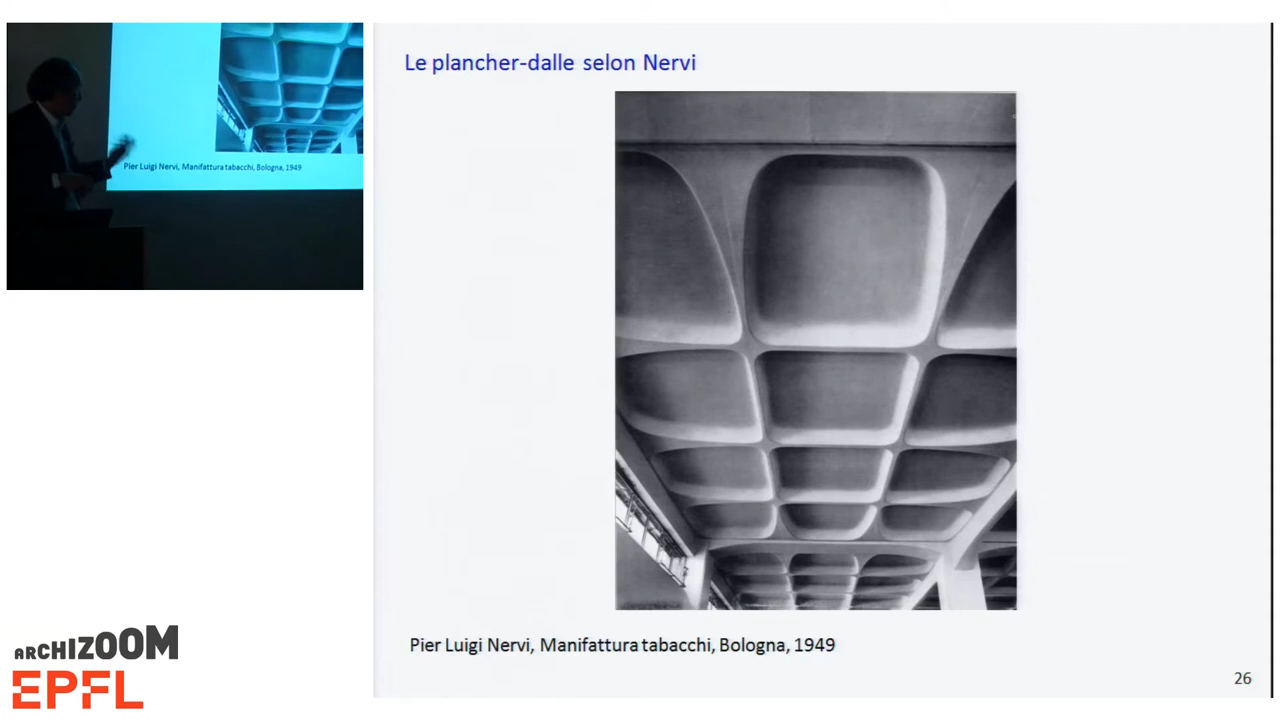 Pier Luigi Nervi, Manifattura tabacchi, Bologna, 1949
Le plancher-dalle selon Nervi
Pier Luigi Nervi, Manifattura tabacchi, Bologna, 1949
26
ARCHIZOOM
EPFL